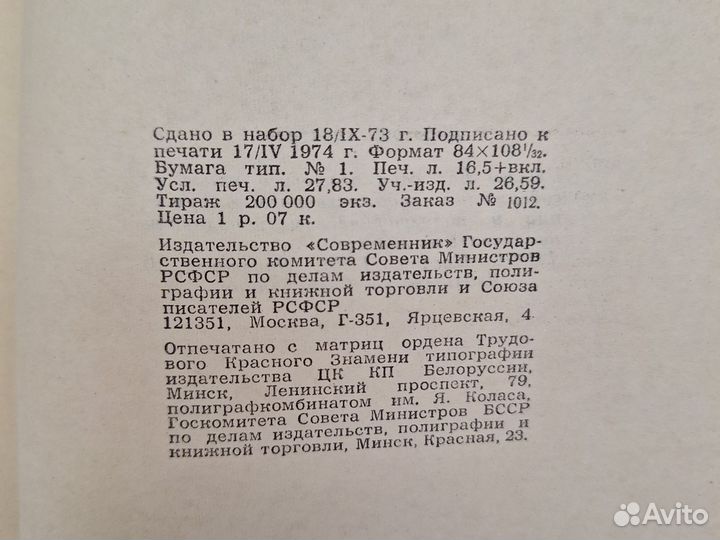 Сдано в набор 18/IX-73 г. Подписано к
печати 17/IV 1974 г. Формат 84×108¹/₃₂.
Бумага тип. № 1. Печ. л. 16,5+вкл.
Усл. печ. л. 27,83. Уч.-изд. л. 26,59.
Тираж 200 000 экз. Заказ № 1012.
Цена 1 р. 07 к.
Издательство «Современник» Государ-
ственного комитета Совета Министров
РСФСР по делам издательств, поли-
графии и книжной торговли и Союза
писателей РСФСР
121351, Москва, Г-351, Ярцевская, 4
Отпечатано с матриц ордена Трудо-
вого Красного Знамени типографии
издательства ЦК КП Белоруссии,
Минск, Ленинский проспект, 79,
полиграфкомбинатом им. Я. Коласа,
Госкомитета Совета Министров БССР
по делам издательств, полиграфии и
книжной торговли, Минск, Красная, 23.
Avito